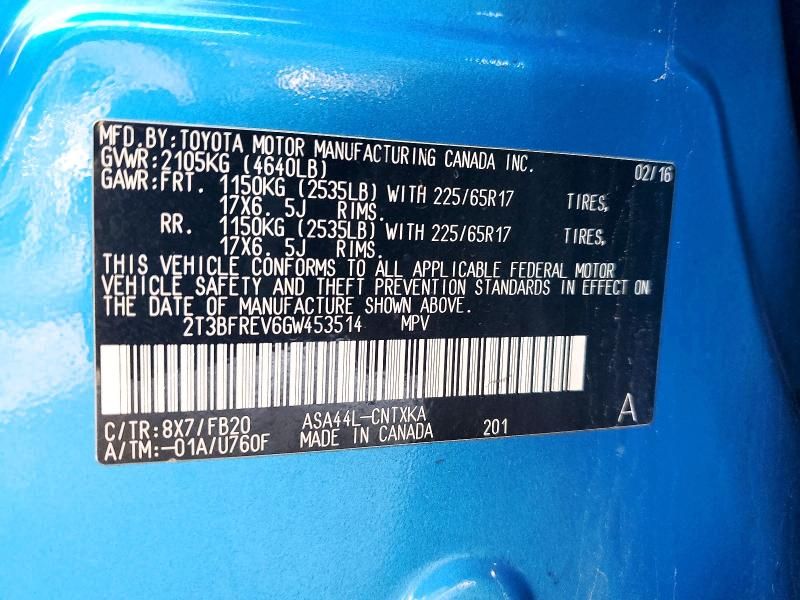 MFD.BY:TOYOTA MOTOR MANUFACTURING CANADA INC.
GVWR:2105KG (4640LB) 02/16
GAWR:FRT. 1150KG (2535LB) WITH 225/65R17 TIRES,
17X6. 5J RIMS.
RR. 1150KG (2535LB) WITH 225/65R17 TIRES,
17X6. 5J RIMS.
THIS VEHICLE CONFORMS TO ALL APPLICABLE FEDERAL MOTOR
VEHICLE SAFETY AND THEFT PREVENTION STANDARDS IN EFFECT ON
THE DATE OF MANUFACTURE SHOWN ABOVE.
2T3BFREV6GW453514 MPV
C/TR:8X7/FB20 ASA44L-CNTXKA A
A/TM:-01A/U760F MADE IN CANADA 201